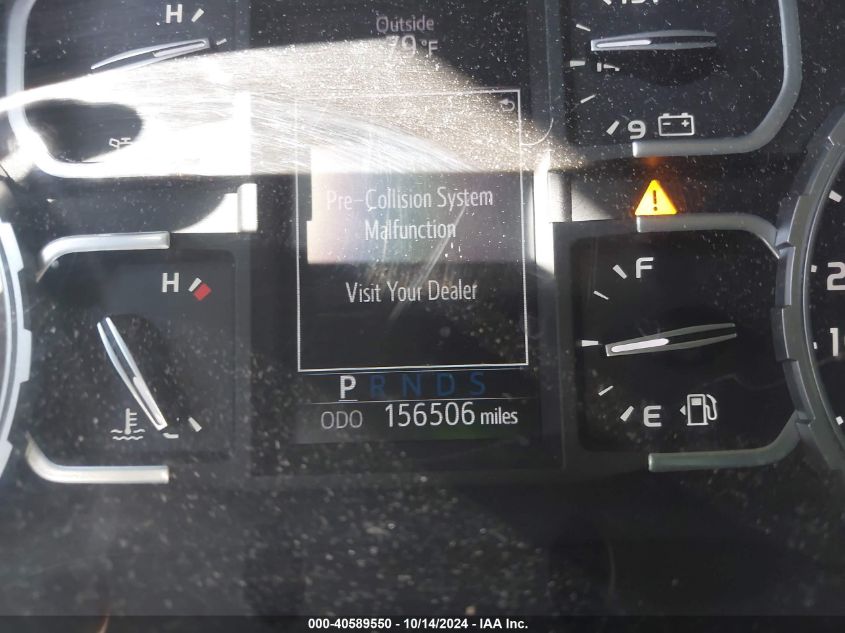 H
Outside
79°F
9
Pre-Collision System
Malfunction
Visit Your Dealer
H
F
E
P R N D S
ODO 156506 miles
000-40589550 - 10/14/2024 - IAA Inc.